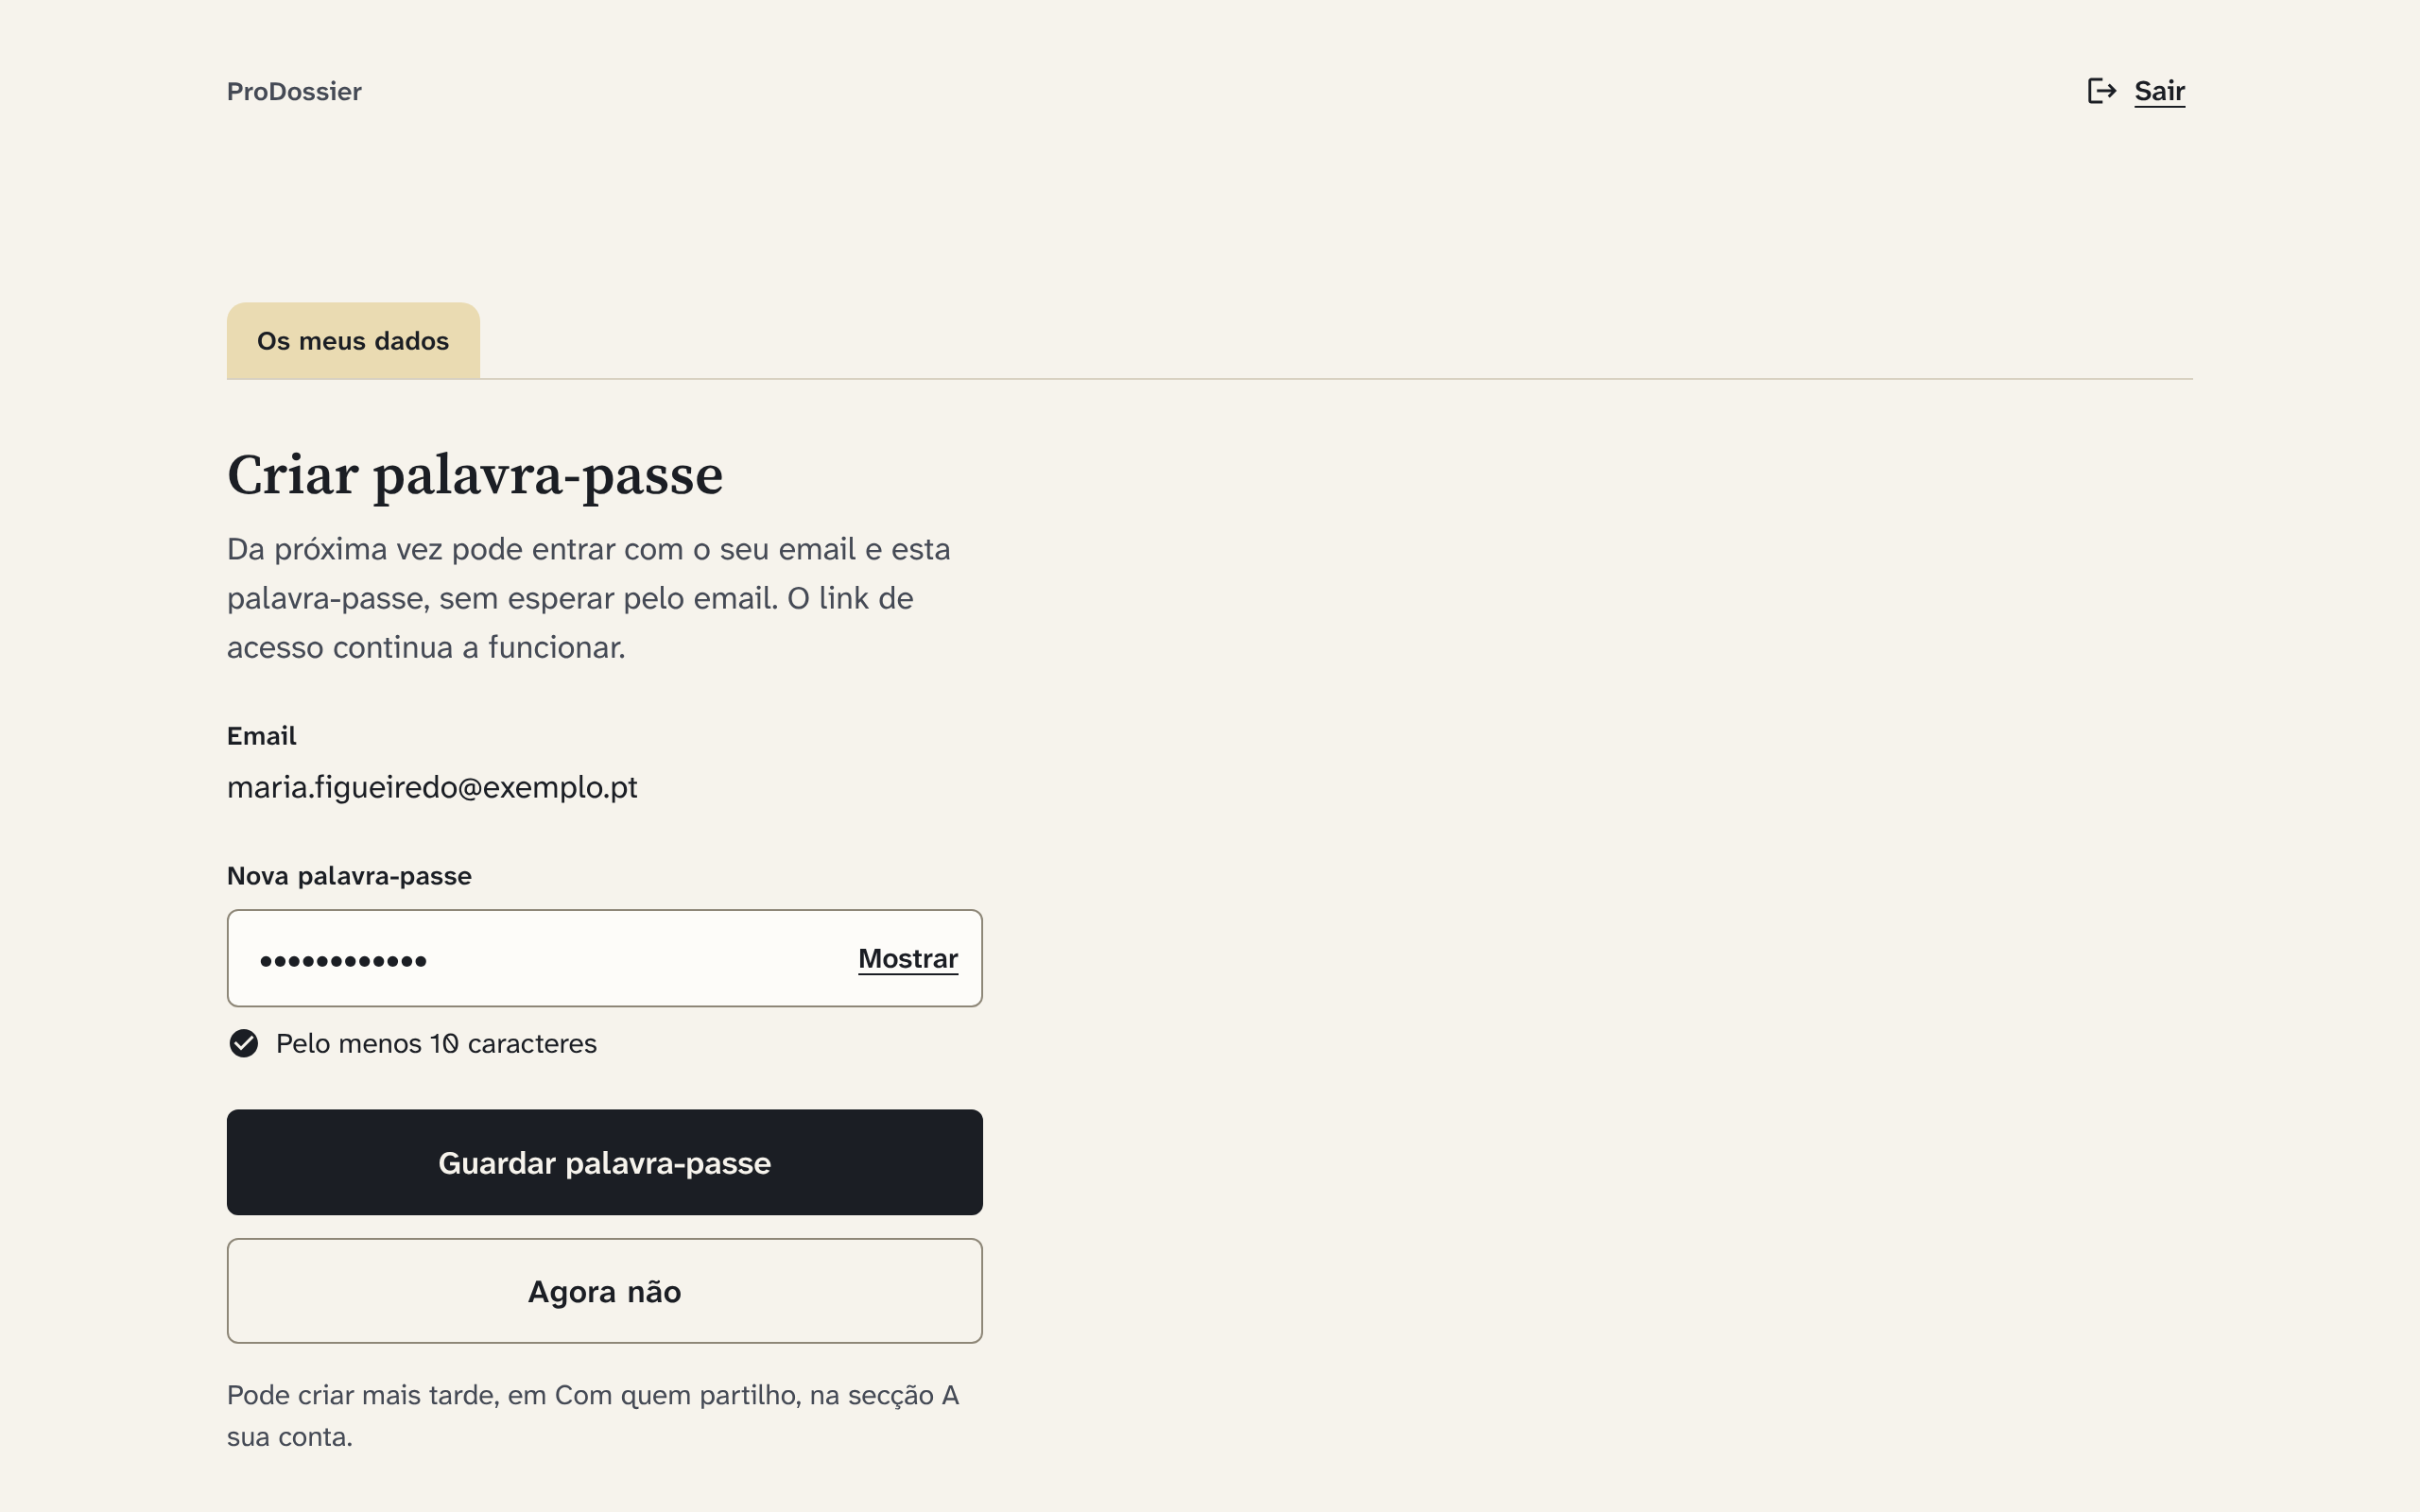 ProDossier
Sair
Os meus dados
Criar palavra-passe
Da próxima vez pode entrar com o seu email e esta
palavra-passe, sem esperar pelo email. O link de
acesso continua a funcionar.
Email
maria.figueiredo@exemplo.pt
Nova palavra-passe
••••••••••••
Mostrar
Pelo menos 10 caracteres
Guardar palavra-passe
Agora não
Pode criar mais tarde, em Com quem partilho, na secção A
sua conta.